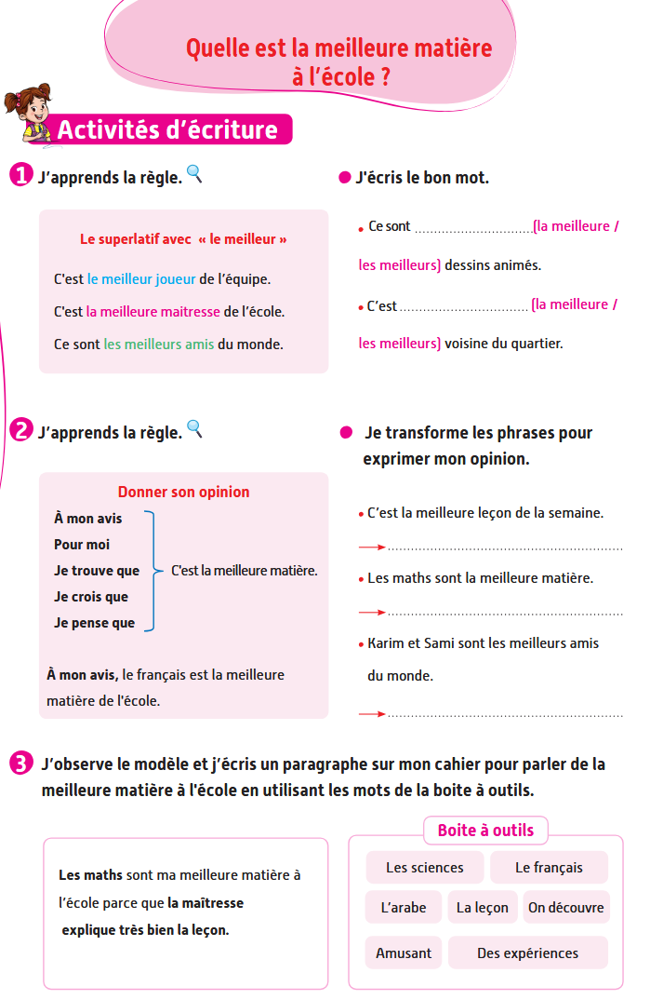 Quelle est la meilleure matière
à l'école ?
Activités d'écriture
1 J'apprends la règle.
Le superlatif avec « le meilleur »
C'est le meilleur joueur de l'équipe.
C'est la meilleure maitresse de l'école.
Ce sont les meilleurs amis du monde.
J'écris le bon mot.
• Ce sont ..............................(la meilleure /
les meilleurs) dessins animés.
• C'est................................ (la meilleure /
les meilleurs) voisine du quartier.
2 J'apprends la règle.
Donner son opinion
À mon avis
Pour moi
Je trouve que
Je crois que
Je pense que
C'est la meilleure matière.
À mon avis, le français est la meilleure
matière de l'école.
Je transforme les phrases pour
exprimer mon opinion.
• C'est la meilleure leçon de la semaine.
• Les maths sont la meilleure matière.
• Karim et Sami sont les meilleurs amis
du monde.
3 J'observe le modèle et j'écris un paragraphe sur mon cahier pour parler de la
meilleure matière à l'école en utilisant les mots de la boite à outils.
Les maths sont ma meilleure matière à
l'école parce que la maîtresse
explique très bien la leçon.
Boite à outils
Les sciences
Le français
L'arabe
La leçon
On découvre
Amusant
Des expériences